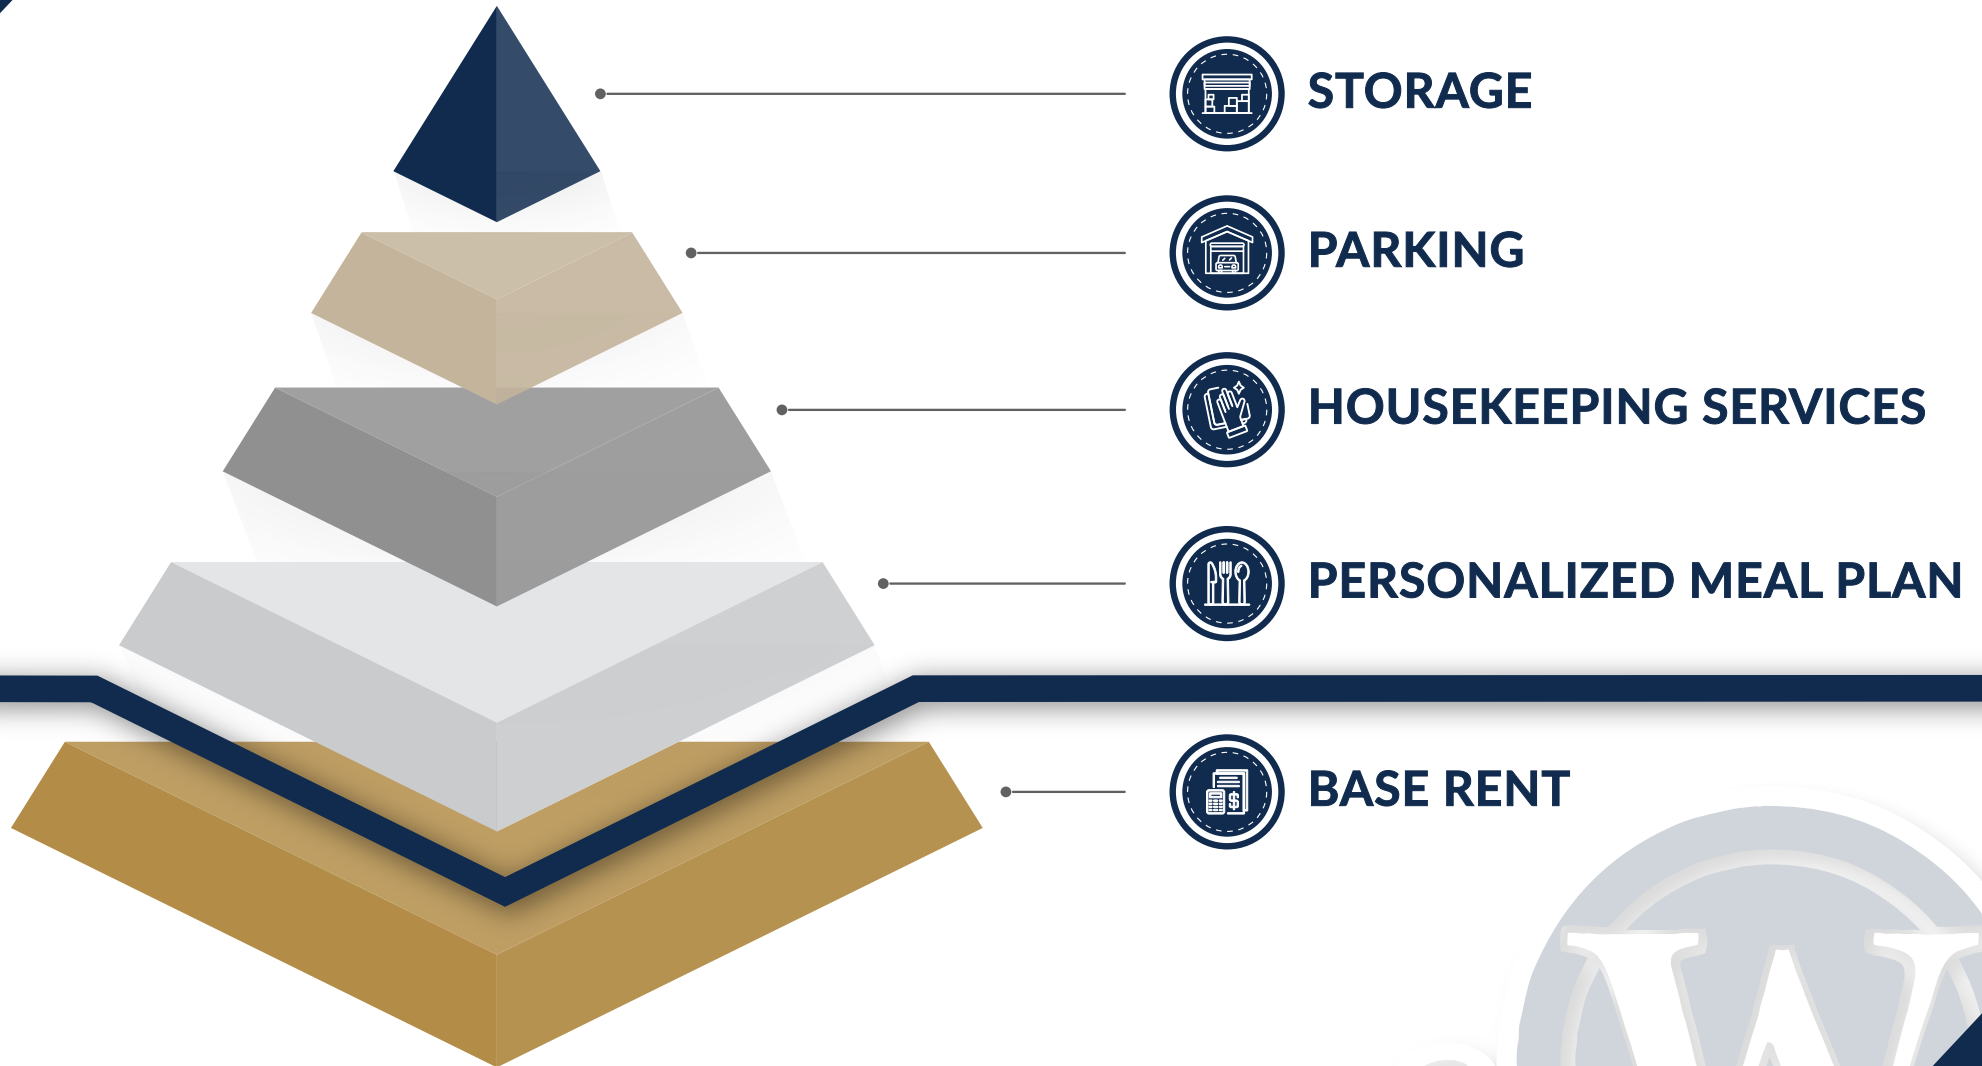 STORAGE
PARKING
HOUSEKEEPING SERVICES
PERSONALIZED MEAL PLAN
BASE RENT
$
W